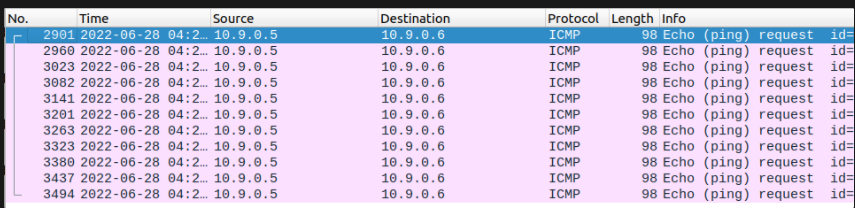 No. Time Source Destination Protocol Length Info
2901 2022-06-28 04:2… 10.9.0.5 10.9.0.6 ICMP 98 Echo (ping) request id=
2960 2022-06-28 04:2… 10.9.0.5 10.9.0.6 ICMP 98 Echo (ping) request id=
3023 2022-06-28 04:2… 10.9.0.5 10.9.0.6 ICMP 98 Echo (ping) request id=
3082 2022-06-28 04:2… 10.9.0.5 10.9.0.6 ICMP 98 Echo (ping) request id=
3141 2022-06-28 04:2… 10.9.0.5 10.9.0.6 ICMP 98 Echo (ping) request id=
3201 2022-06-28 04:2… 10.9.0.5 10.9.0.6 ICMP 98 Echo (ping) request id=
3263 2022-06-28 04:2… 10.9.0.5 10.9.0.6 ICMP 98 Echo (ping) request id=
3323 2022-06-28 04:2… 10.9.0.5 10.9.0.6 ICMP 98 Echo (ping) request id=
3380 2022-06-28 04:2… 10.9.0.5 10.9.0.6 ICMP 98 Echo (ping) request id=
3437 2022-06-28 04:2… 10.9.0.5 10.9.0.6 ICMP 98 Echo (ping) request id=
3494 2022-06-28 04:2… 10.9.0.5 10.9.0.6 ICMP 98 Echo (ping) request id=